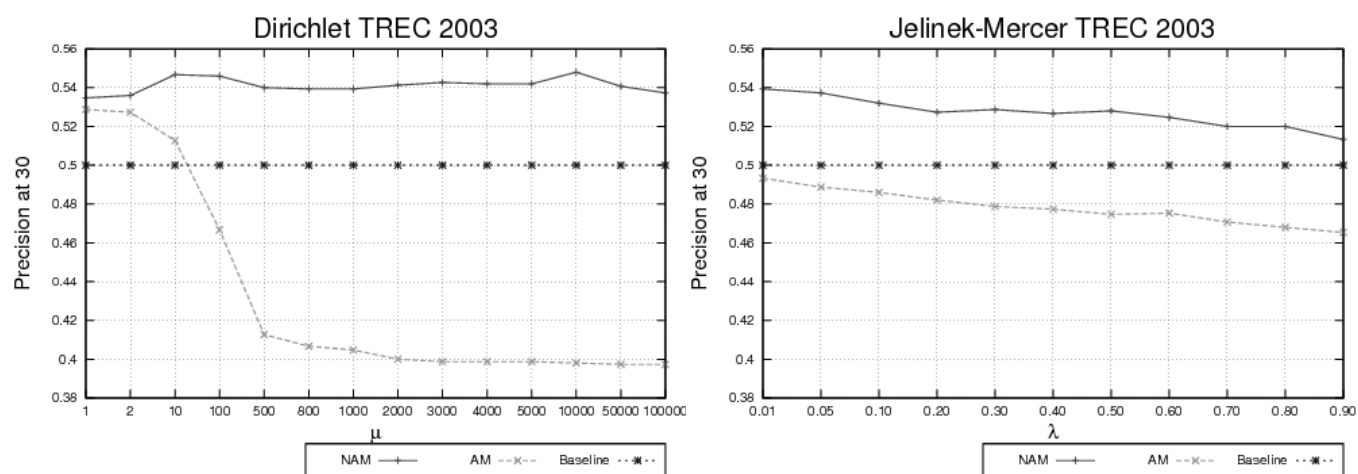 Dirichlet TREC 2003
Precision at 30
0.56
0.54
0.52
0.5
0.48
0.46
0.44
0.42
0.4
0.38
1 2 10 100 500 800 1000 2000 3000 4000 5000 10000 50000 100000
μ
NAM AM Baseline
Jelinek-Mercer TREC 2003
Precision at 30
0.56
0.54
0.52
0.5
0.48
0.46
0.44
0.42
0.4
0.38
0.01 0.05 0.10 0.20 0.30 0.40 0.50 0.60 0.70 0.80 0.90
λ
NAM AM Baseline